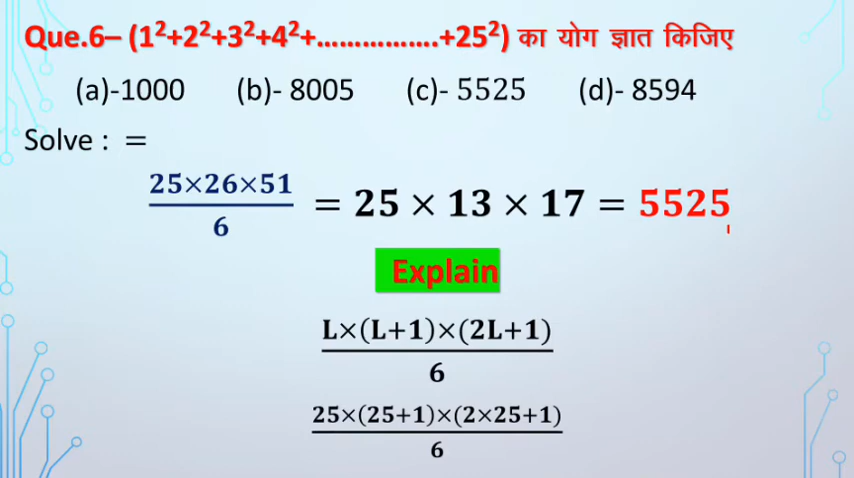 Que.6– (1²+2²+3²+4²+................+25²) का योग ज्ञात किजिए
(a)-1000 (b)- 8005 (c)- 5525 (d)- 8594
Solve : =
25×26×51/6 = 25 × 13 × 17 = 5525
Explain
L×(L+1)×(2L+1)
6
25×(25+1)×(2×25+1)
6